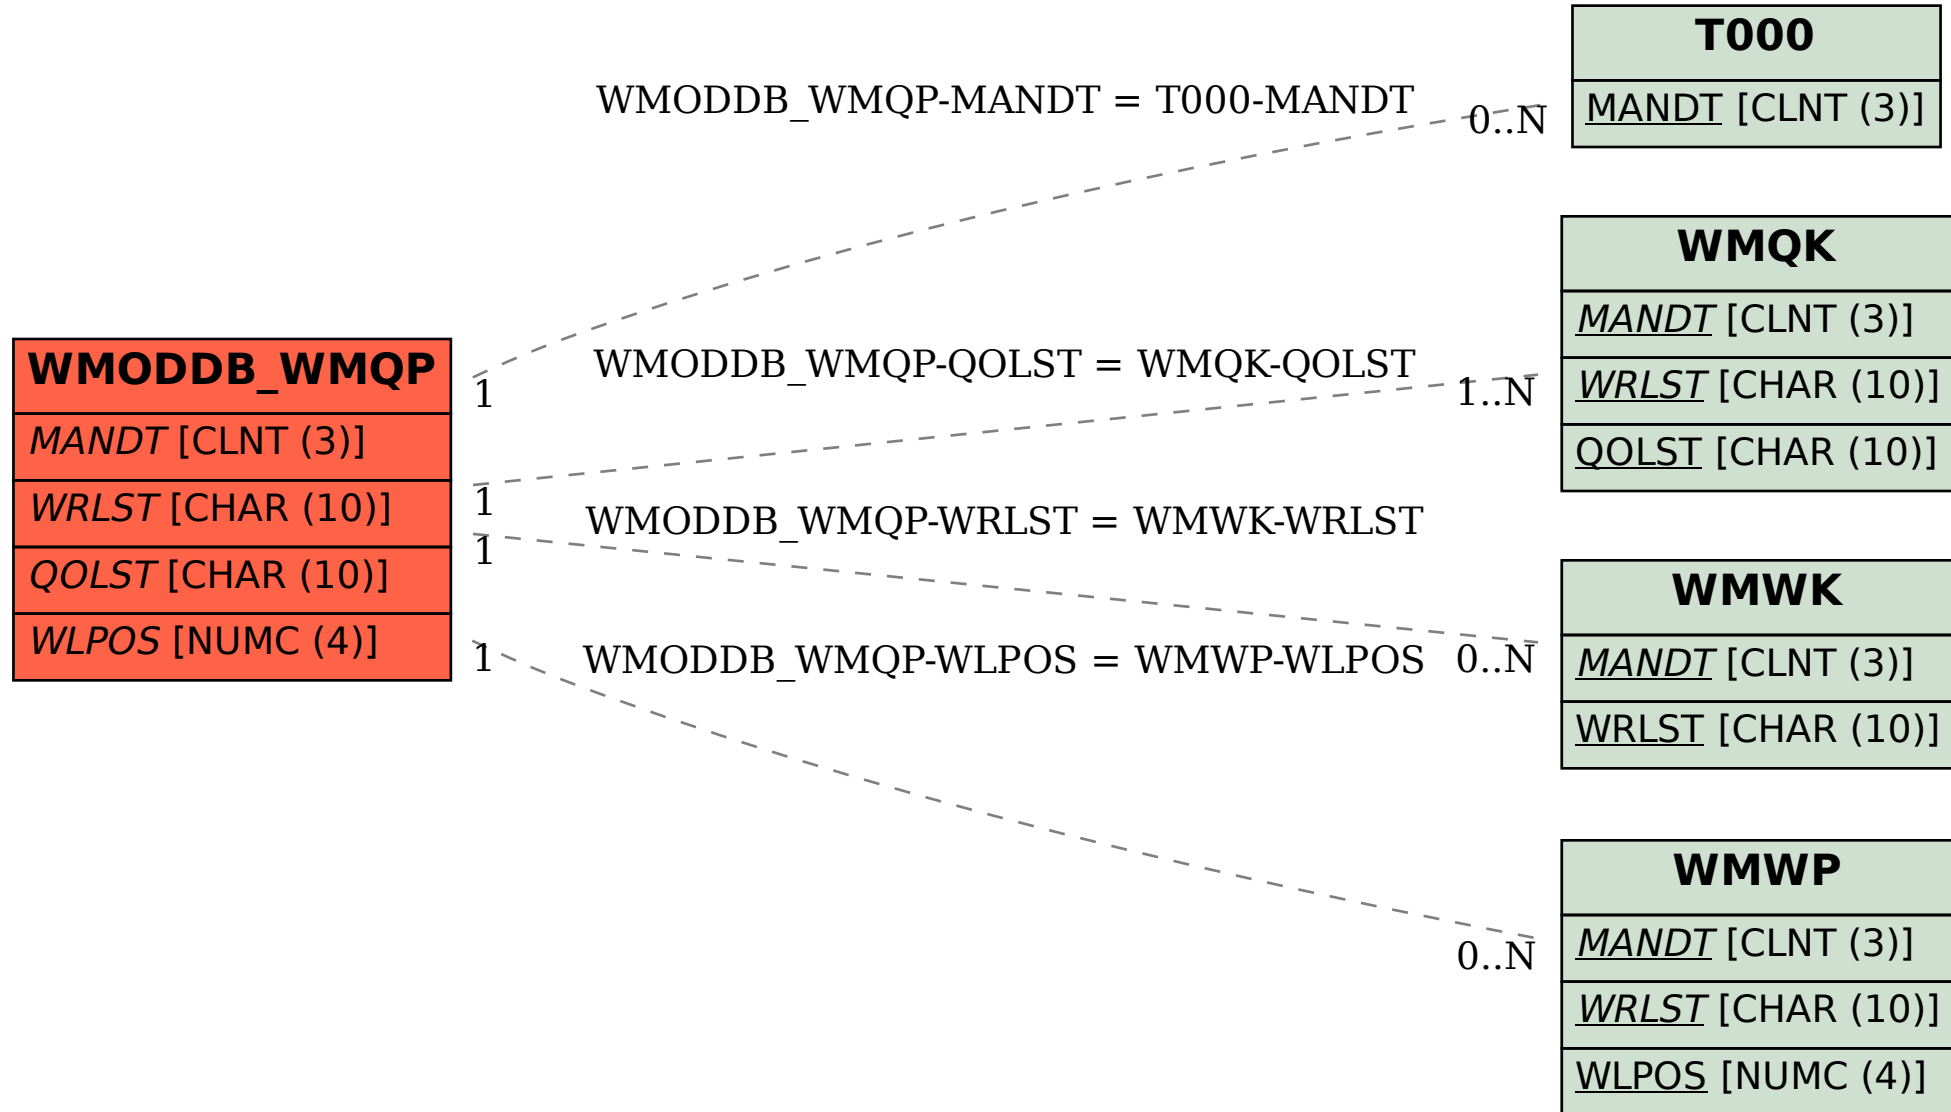 T000
MANDT [CLNT (3)]
WMODDB_WMQP-MANDT = T000-MANDT
0..N
WMQK
MANDT [CLNT (3)]
WRLST [CHAR (10)]
QOLST [CHAR (10)]
WMODDB_WMQP
MANDT [CLNT (3)]
WRLST [CHAR (10)]
QOLST [CHAR (10)]
WLPOS [NUMC (4)]
1
WMODDB_WMQP-QOLST = WMQK-QOLST
1..N
1
WMODDB_WMQP-WRLST = WMWK-WRLST
1
0..N
WMWK
MANDT [CLNT (3)]
WRLST [CHAR (10)]
1
WMODDB_WMQP-WLPOS = WMWP-WLPOS
0..N
WMWP
MANDT [CLNT (3)]
WRLST [CHAR (10)]
WLPOS [NUMC (4)]